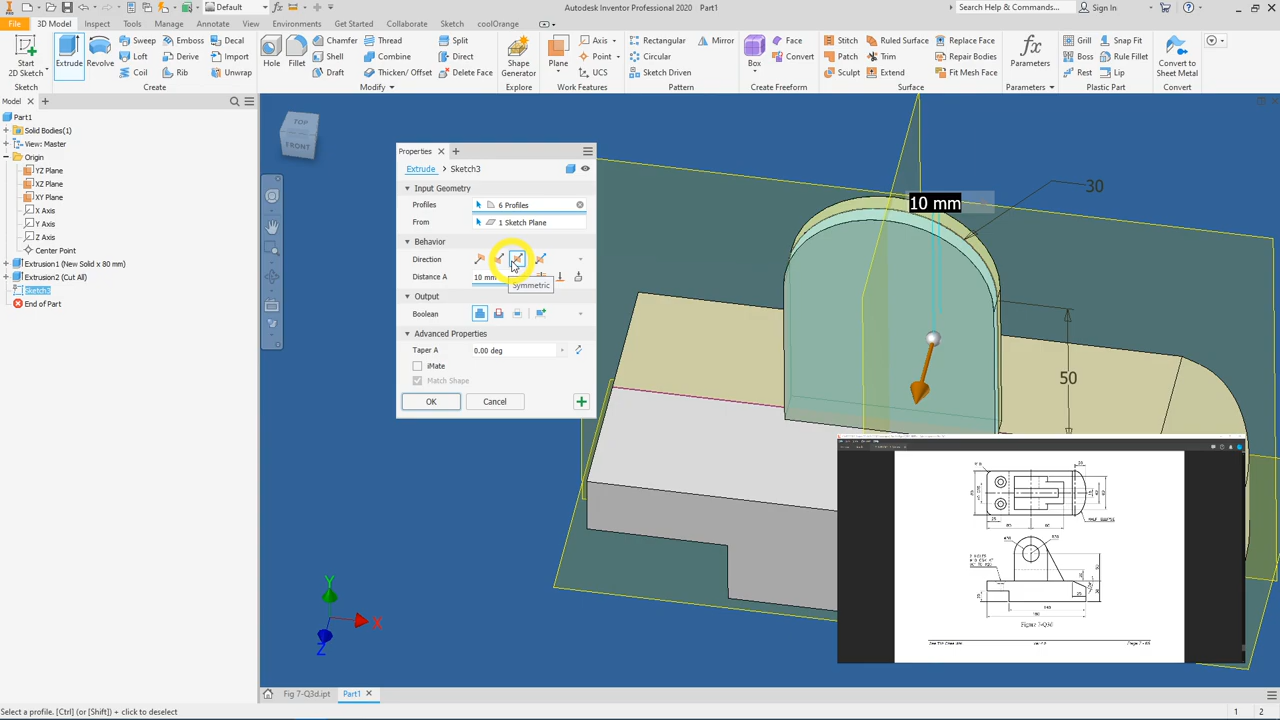 Default
Autodesk Inventor Professional 2020 Part1
Search Help & Commands...
Sign In
File 3D Model Inspect Tools Manage Annotate View Environments Get Started Collaborate Sketch coolOrange
Start
2D Sketch
Extrude
Revolve
Sweep
Loft
Coil
Emboss
Derive
Rib
Decal
Import
Unwrap
Create
Hole
Fillet
Chamfer
Shell
Draft
Thread
Combine
Thicken/ Offset
Split
Direct
Delete Face
Modify
Shape
Generator
Explore
Plane
Axis
Point
UCS
Work Features
Rectangular
Circular
Sketch Driven
Mirror
Pattern
Box
Face
Convert
Create Freeform
Stitch
Patch
Sculpt
Ruled Surface
Trim
Extend
Replace Face
Repair Bodies
Fit Mesh Face
Surface
Parameters
Parameters
Grill
Boss
Rest
Snap Fit
Rule Fillet
Lip
Plastic Part
Convert to
Sheet Metal
Convert
Model
Part1
Solid Bodies(1)
View: Master
Origin
YZ Plane
XZ Plane
XY Plane
X Axis
Y Axis
Z Axis
Center Point
Extrusion1 (New Solid x 80 mm)
Extrusion2 (Cut All)
Sketch3
End of Part
TOP
FRONT
Properties
Extrude > Sketch3
Input Geometry
Profiles 6 Profiles
From 1 Sketch Plane
Behavior
Direction
Distance A 10 mm
Symmetric
Output
Boolean
Advanced Properties
Taper A 0.00 deg
iMate
Match Shape
OK Cancel
10 mm
30
50
Y
X
Z
Figure 7-Q3d
Fig 7-Q3d.ipt Part1
Select a profile. [Ctrl] (or [Shift]) + click to deselect
1 2